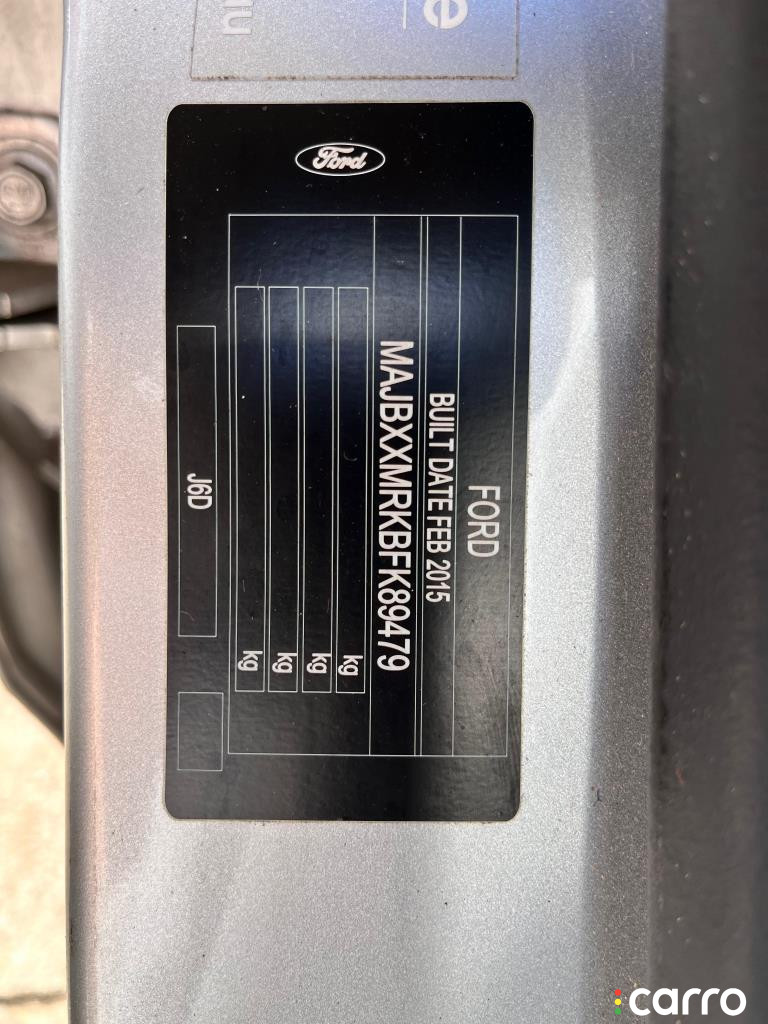 Ford
FORD
BUILT DATE FEB 2015
MAJBXXMRKBFK89479
kg
kg
kg
kg
J6D
carro